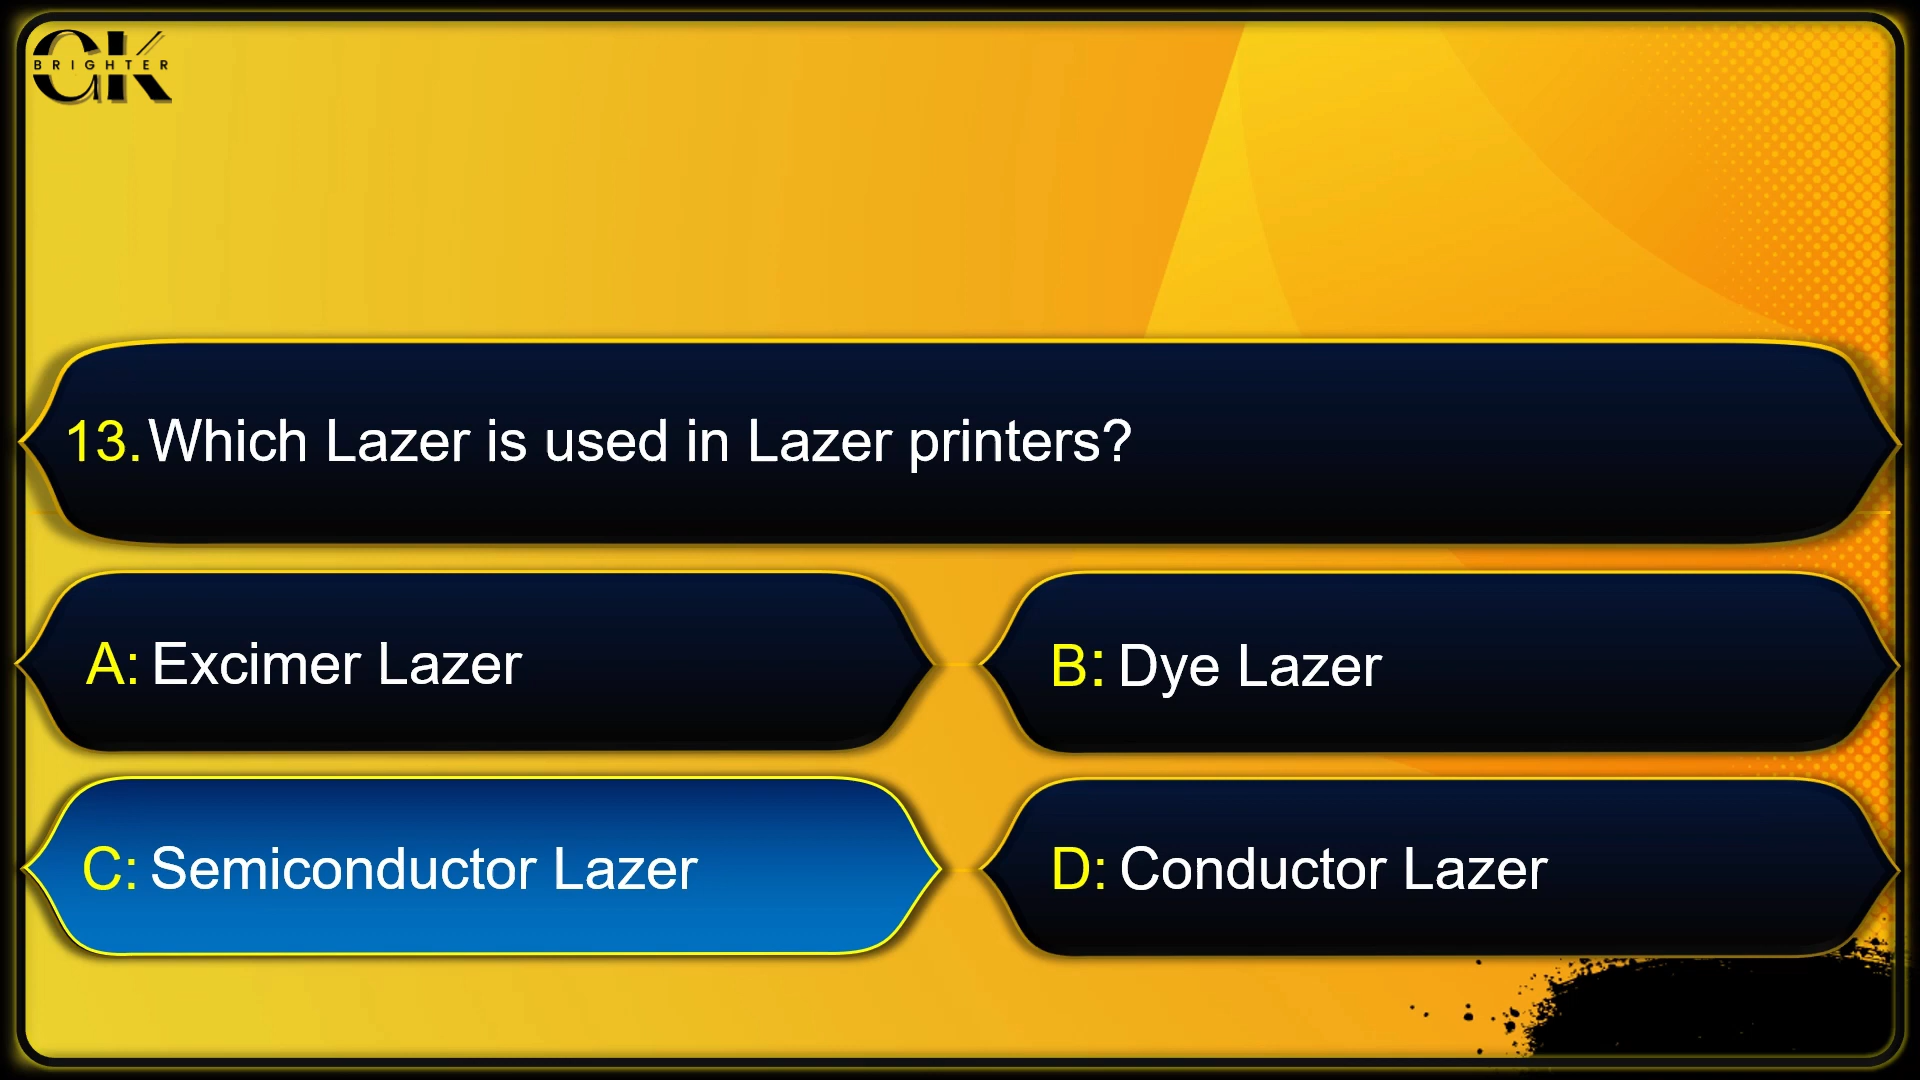 GK
BRIGHTER
13. Which Lazer is used in Lazer printers?
A: Excimer Lazer
B: Dye Lazer
C: Semiconductor Lazer
D: Conductor Lazer